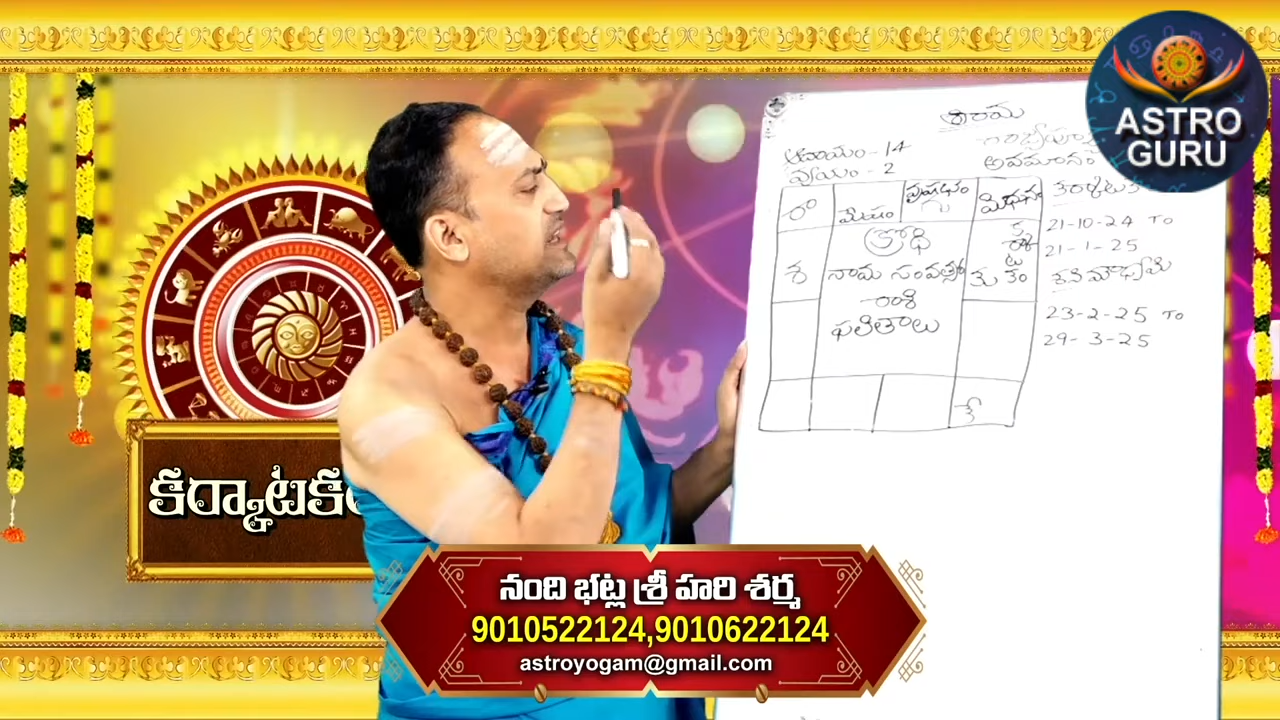 ASTRO
GURU
శ్రీరామ
ఆదాయం - 14
వ్యయం - 2
అవమానం
రా
మేషం
వృషభం
గు
మిథునం
21-10-24 TO
21-1-25
క్రోధి
శ
నామ సంవత్సర
రాశి
ఫలితాలు
23-2-25 TO
29-3-25
కే
కర్కాటక
నంది భట్ల శ్రీ హరి శర్మ
9010522124,9010622124
astroyogam@gmail.com